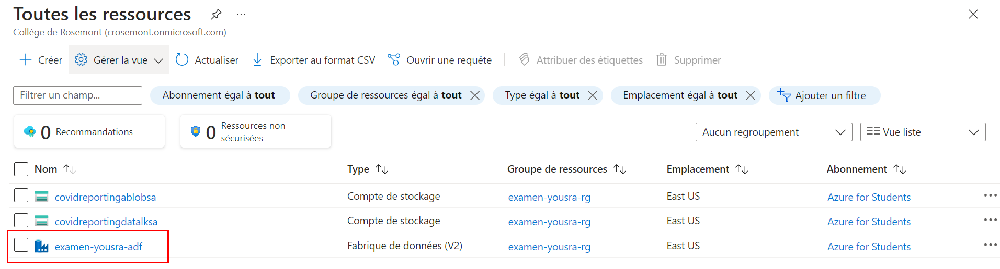 Toutes les ressources
Collège de Rosemont (crosemont.onmicrosoft.com)
Créer Gérer la vue Actualiser Exporter au format CSV Ouvrir une requête Attribuer des étiquettes Supprimer
Filtrer un champ... Abonnement égal à tout Groupe de ressources égal à tout Type égal à tout Emplacement égal à tout Ajouter un filtre
0 Recommandations
0 Ressources non
sécurisées
Aucun regroupement Vue liste
Nom Type Groupe de ressources Emplacement Abonnement
covidreportingablobsa Compte de stockage examen-yousra-rg East US Azure for Students
covidreportingdatalksa Compte de stockage examen-yousra-rg East US Azure for Students
examen-yousra-adf Fabrique de données (V2) examen-yousra-rg East US Azure for Students